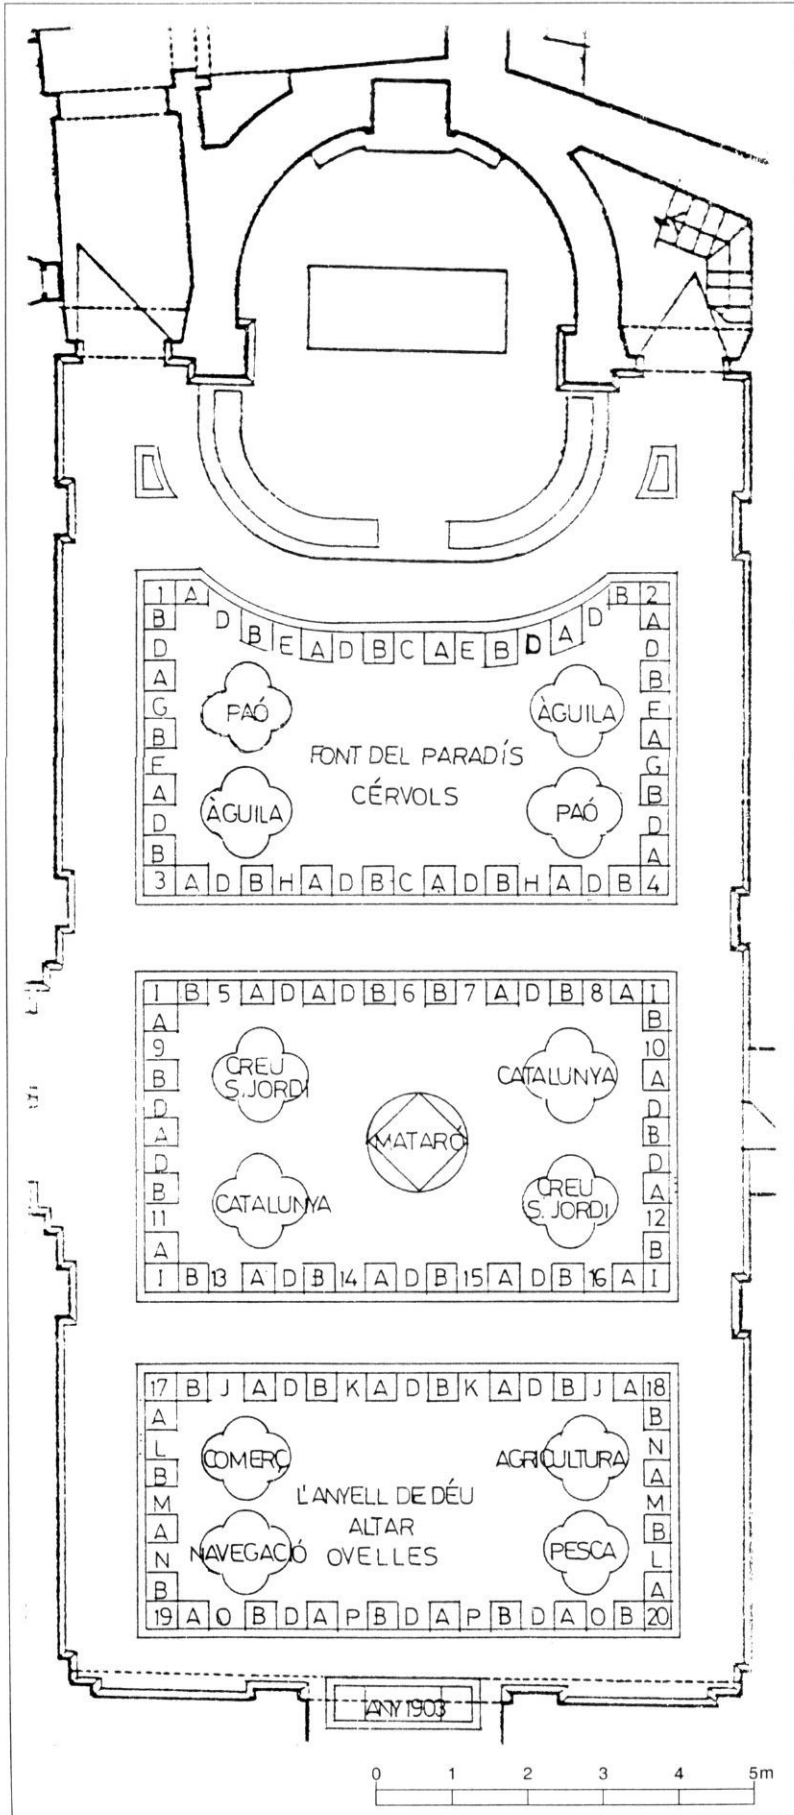 1 A B 2
D B E A D B C A E B D A D
B A
D D
A B
G E
B A
E G
A B
D D
B A
PAÓ ÀGUILA
FONT DEL PARADÍS
CÉRVOLS
ÀGUILA PAÓ
3 A D B H A D B C A D B H A D B 4
I B 5 A D A D B 6 B 7 A D B 8 A I
A B
9 10
B A
D D
A B
D D
B A
11 12
A B
CREU
S. JORDI
CATALUNYA
MATARÓ
CATALUNYA
CREU
S. JORDI
I B 13 A D B 14 A D B 15 A D B 16 A I
17 B J A D B K A D B K A D B J A 18
A B
L N
B A
M M
A B
N L
B A
COMERÇ AGRICULTURA
L'ANYELL DE DÉU
ALTAR
OVELLES
NAVEGACIÓ PESCA
19 A O B D A P B D A P B D A O B 20
ANY 1903
0 1 2 3 4 5m